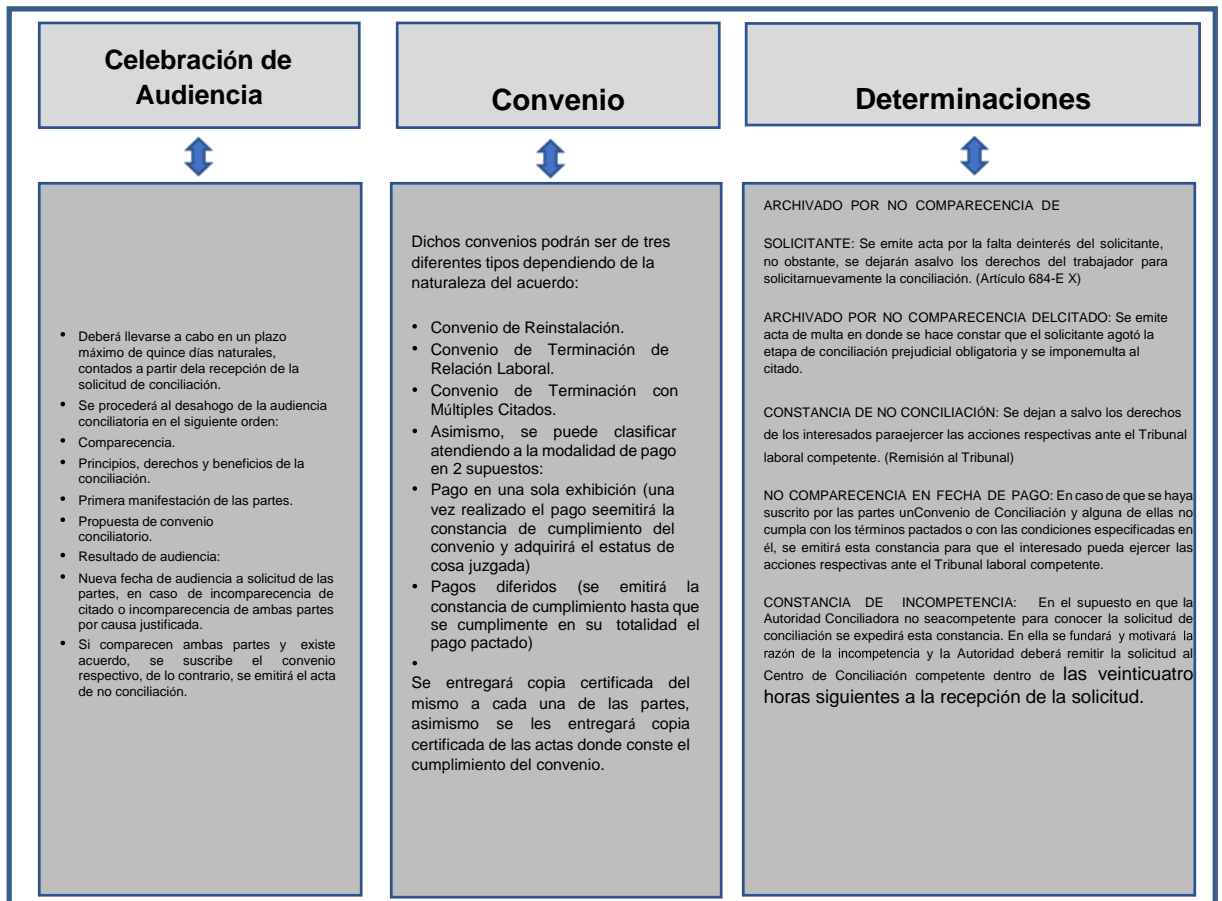 Celebración de
Audiencia
Convenio
Determinaciones
• Deberá llevarse a cabo en un plazo
máximo de quince días naturales,
contados a partir dela recepción de la
solicitud de conciliación.
• Se procederá al desahogo de la audiencia
conciliatoria en el siguiente orden:
• Comparecencia.
• Principios, derechos y beneficios de la
conciliación.
• Primera manifestación de las partes.
• Propuesta de convenio
conciliatorio.
• Resultado de audiencia:
• Nueva fecha de audiencia a solicitud de las
partes, en caso de incomparecencia de
citado o incomparecencia de ambas partes
por causa justificada.
• Si comparecen ambas partes y existe
acuerdo, se suscribe el convenio
respectivo, de lo contrario, se emitirá el acta
de no conciliación.
Dichos convenios podrán ser de tres
diferentes tipos dependiendo de la
naturaleza del acuerdo:
• Convenio de Reinstalación.
• Convenio de Terminación de
Relación Laboral.
• Convenio de Terminación con
Múltiples Citados.
• Asimismo, se puede clasificar
atendiendo a la modalidad de pago
en 2 supuestos:
• Pago en una sola exhibición (una
vez realizado el pago seemitirá la
constancia de cumplimiento del
convenio y adquirirá el estatus de
cosa juzgada)
• Pagos diferidos (se emitirá la
constancia de cumplimiento hasta que
se cumplimente en su totalidad el
pago pactado)
•
Se entregará copia certificada del
mismo a cada una de las partes,
asimismo se les entregará copia
certificada de las actas donde conste el
cumplimiento del convenio.
ARCHIVADO POR NO COMPARECENCIA DE
SOLICITANTE: Se emite acta por la falta deinterés del solicitante,
no obstante, se dejarán asalvo los derechos del trabajador para
solicitarnuevamente la conciliación. (Artículo 684-E X)
ARCHIVADO POR NO COMPARECENCIA DELCITADO: Se emite
acta de multa en donde se hace constar que el solicitante agotó la
etapa de conciliación prejudicial obligatoria y se imponemulta al
citado.
CONSTANCIA DE NO CONCILIACIÓN: Se dejan a salvo los derechos
de los interesados paraejercer las acciones respectivas ante el Tribunal
laboral competente. (Remisión al Tribunal)
NO COMPARECENCIA EN FECHA DE PAGO: En caso de que se haya
suscrito por las partes unConvenio de Conciliación y alguna de ellas no
cumpla con los términos pactados o con las condiciones especificadas en
él, se emitirá esta constancia para que el interesado pueda ejercer las
acciones respectivas ante el Tribunal laboral competente.
CONSTANCIA DE INCOMPETENCIA: En el supuesto en que la
Autoridad Conciliadora no seacompetente para conocer la solicitud de
conciliación se expedirá esta constancia. En ella se fundará y motivará la
razón de la incompetencia y la Autoridad deberá remitir la solicitud al
Centro de Conciliación competente dentro de las veinticuatro
horas siguientes a la recepción de la solicitud.